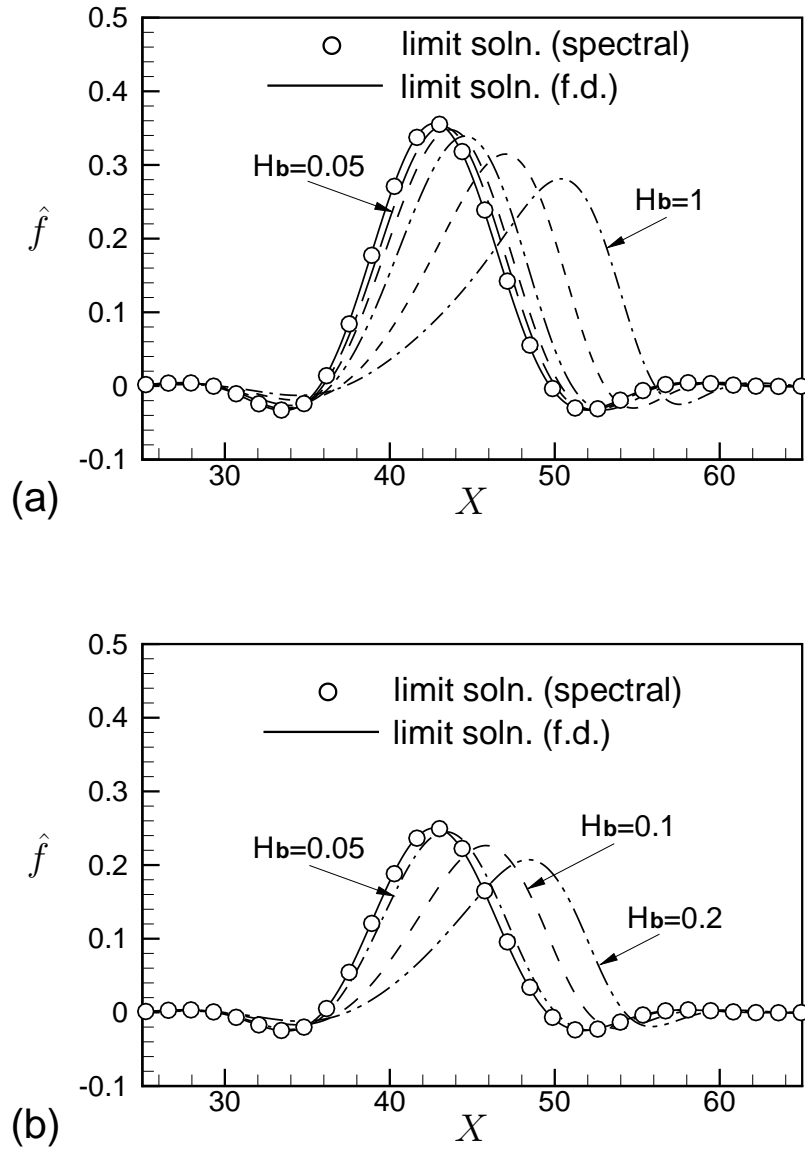 0.5
limit soln. (spectral)
0.4
limit soln. (f.d.)
0.3
Hb=0.05
Hb=1
f̂
0.2
0.1
0
-0.1
30
40
50
60
X
(a)
0.5
limit soln. (spectral)
0.4
limit soln. (f.d.)
0.3
Hb=0.05
Hb=0.1
f̂
0.2
Hb=0.2
0.1
0
-0.1
30
40
50
60
X
(b)